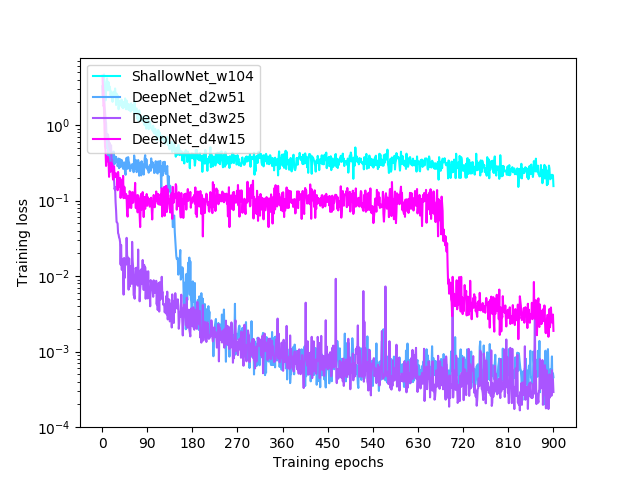 ShallowNet_w104
DeepNet_d2w51
DeepNet_d3w25
DeepNet_d4w15
Training loss
10^0
10^-1
10^-2
10^-3
10^-4
0 90 180 270 360 450 540 630 720 810 900
Training epochs